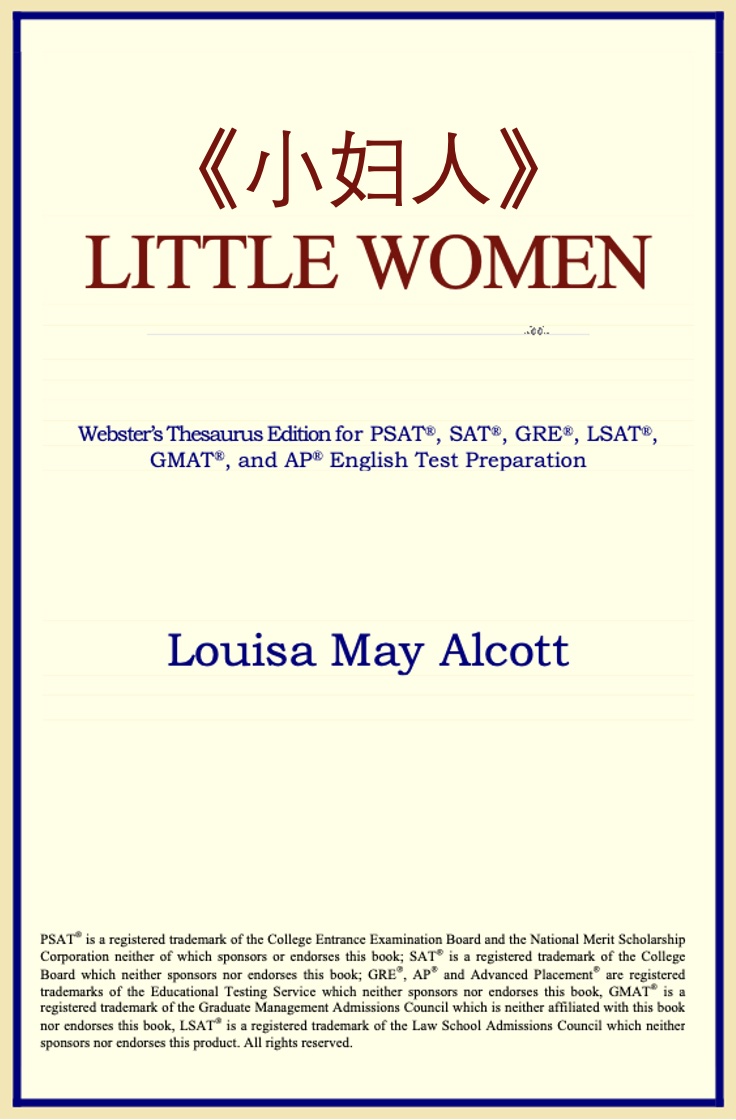 《小妇人》
LITTLE WOMEN
Webster's Thesaurus Edition for PSAT®, SAT®, GRE®, LSAT®,
GMAT®, and AP® English Test Preparation
Louisa May Alcott
PSAT® is a registered trademark of the College Entrance Examination Board and the National Merit Scholarship
Corporation neither of which sponsors or endorses this book; SAT® is a registered trademark of the College
Board which neither sponsors nor endorses this book; GRE®, AP® and Advanced Placement® are registered
trademarks of the Educational Testing Service which neither sponsors nor endorses this book, GMAT® is a
registered trademark of the Graduate Management Admissions Council which is neither affiliated with this book
nor endorses this book, LSAT® is a registered trademark of the Law School Admissions Council which neither
sponsors nor endorses this product. All rights reserved.